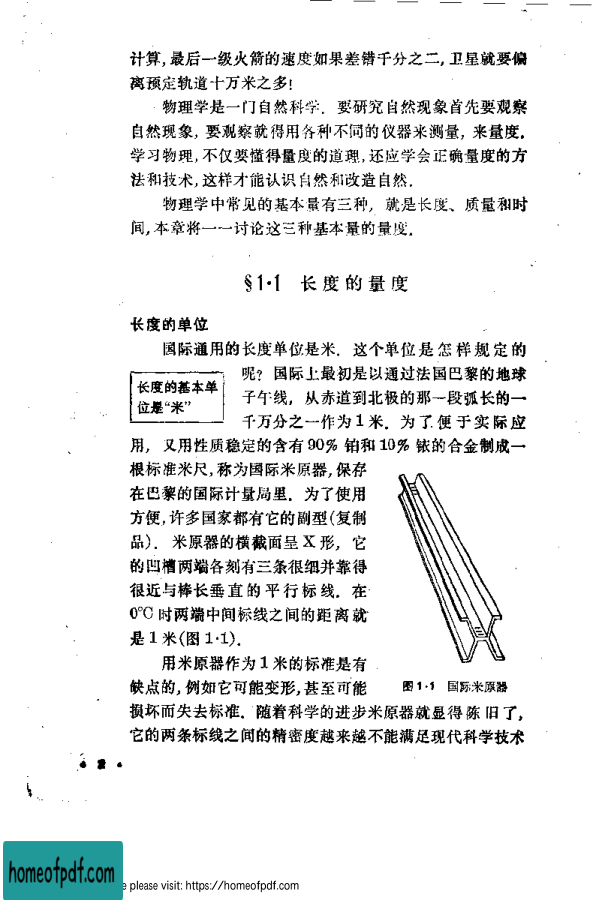 计算, 最后一级火箭的速度如果差错千分之二, 卫星就要偏
离预定轨道十万米之多!
物理学是一门自然科学. 要研究自然现象首先要观察
自然现象, 要观察就得用各种不同的仪器来测量, 来量度.
学习物理, 不仅要懂得量度的道理, 还应学会正确量度的方
法和技术, 这样才能认识自然和改造自然.
物理学中常见的基本量有三种, 就是长度、质量和时
间, 本章将一一讨论这三种基本量的量度.
§1·1 长度的量度
长度的单位
国际通用的长度单位是米. 这个单位是怎样规定的
呢? 国际上最初是以通过法国巴黎的地球
子午线, 从赤道到北极的那一段弧长的一
千万分之一作为1米. 为了便于实际应
长度的基本单
位是“米”
用, 又用性质稳定的含有90% 铂和10% 铱的合金制成一
根标准米尺, 称为国际米原器, 保存
在巴黎的国际计量局里. 为了使用
方便, 许多国家都有它的副型(复制
品). 米原器的横截面呈X形, 它
的凹槽两端各刻有三条很细并靠得
很近与棒长垂直的平行标线. 在
0°C时两端中间标线之间的距离就
是1米(图1·1).
用米原器作为1米的标准是有
缺点的, 例如它可能变形, 甚至可能
图1·1 国际米原器
损坏而失去标准. 随着科学的进步米原器就显得陈旧了,
它的两条标线之间的精密度越来越不能满足现代科学技术
• 2 •
homeofpdf.com
please visit: https://homeofpdf.com